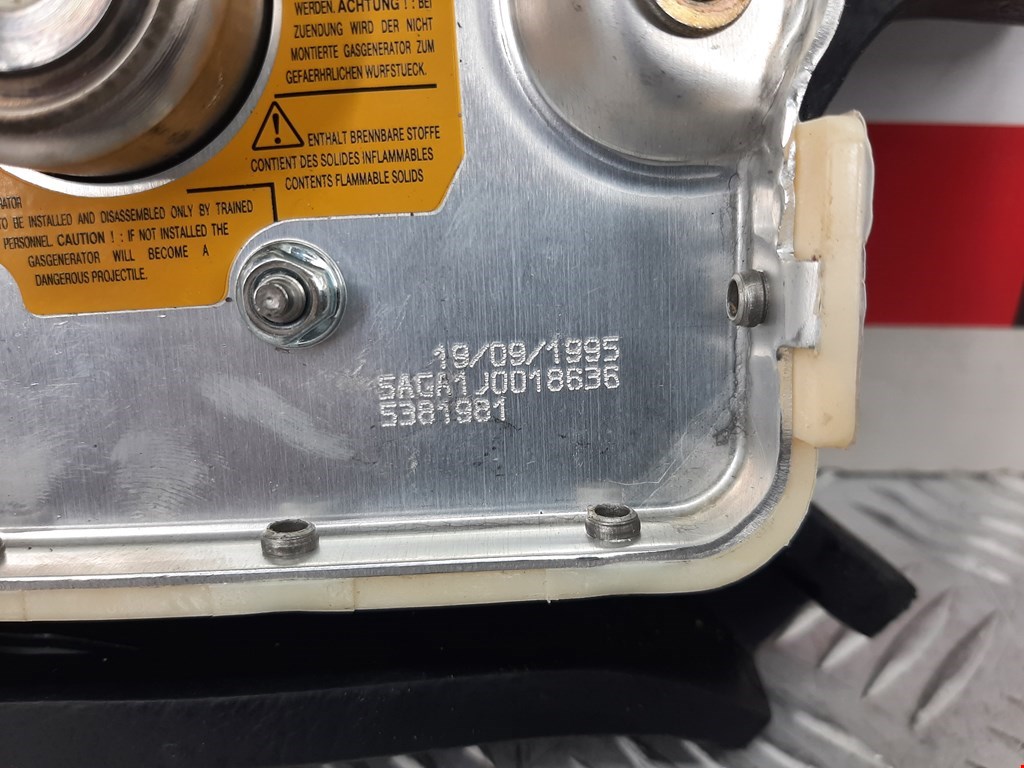 WERDEN. ACHTUNG ! : BEI
ZUENDUNG WIRD DER NICHT
MONTIERTE GASGENERATOR ZUM
GEFAEHRLICHEN WURFSTUECK.
ENTHALT BRENNBARE STOFFE
CONTIENT DES SOLIDES INFLAMMABLES
CONTENTS FLAMMABLE SOLIDS
RATOR
TO BE INSTALLED AND DISASSEMBLED ONLY BY TRAINED
PERSONNEL CAUTION ! : IF NOT INSTALLED THE
GASGENERATOR WILL BECOME A
DANGEROUS PROJECTILE.
19/09/1995
5AGA1J0018636
5381981